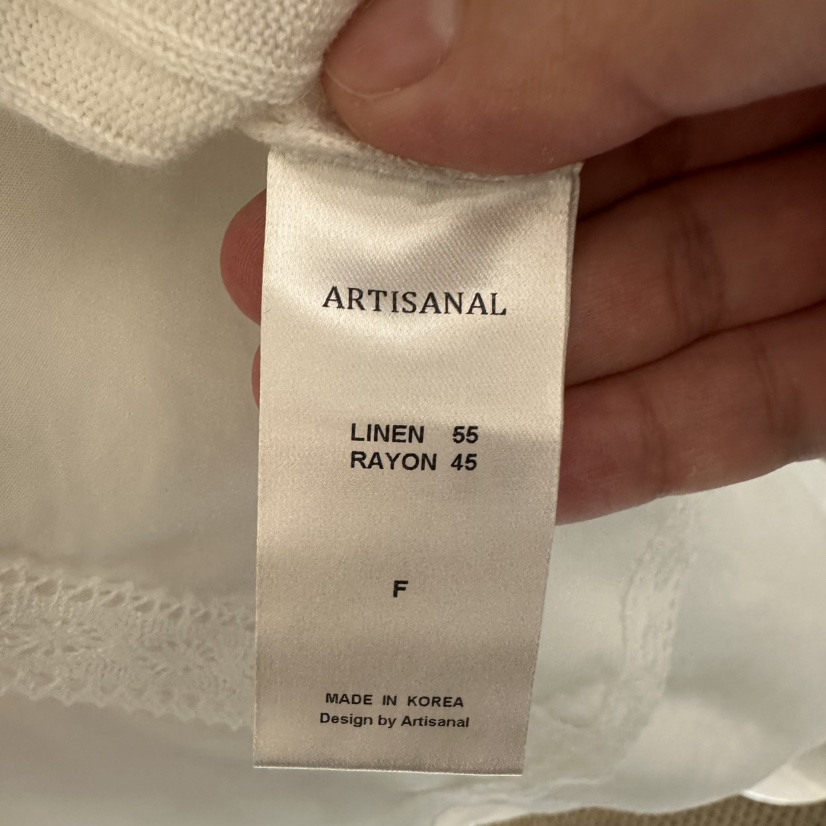 ARTISANAL
LINEN 55
RAYON 45
F
MADE IN KOREA
Design by Artisanal